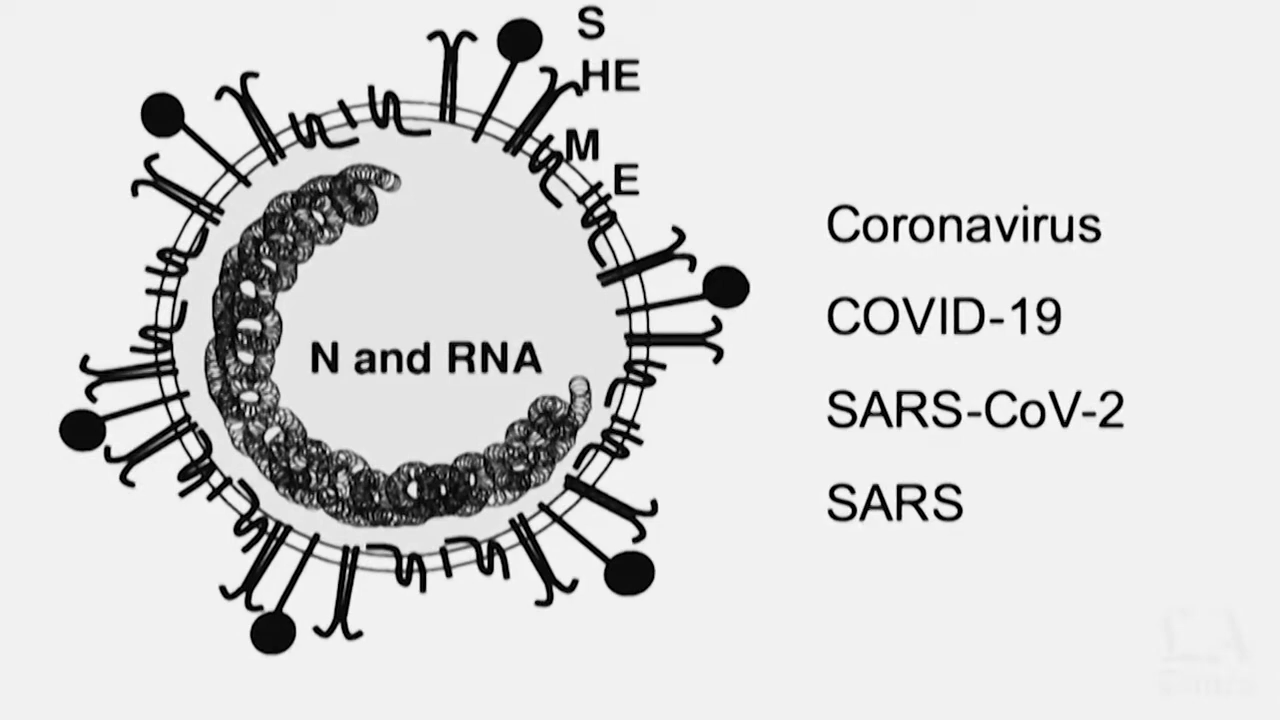 S
HE
M
E
N and RNA
Coronavirus
COVID-19
SARS-CoV-2
SARS